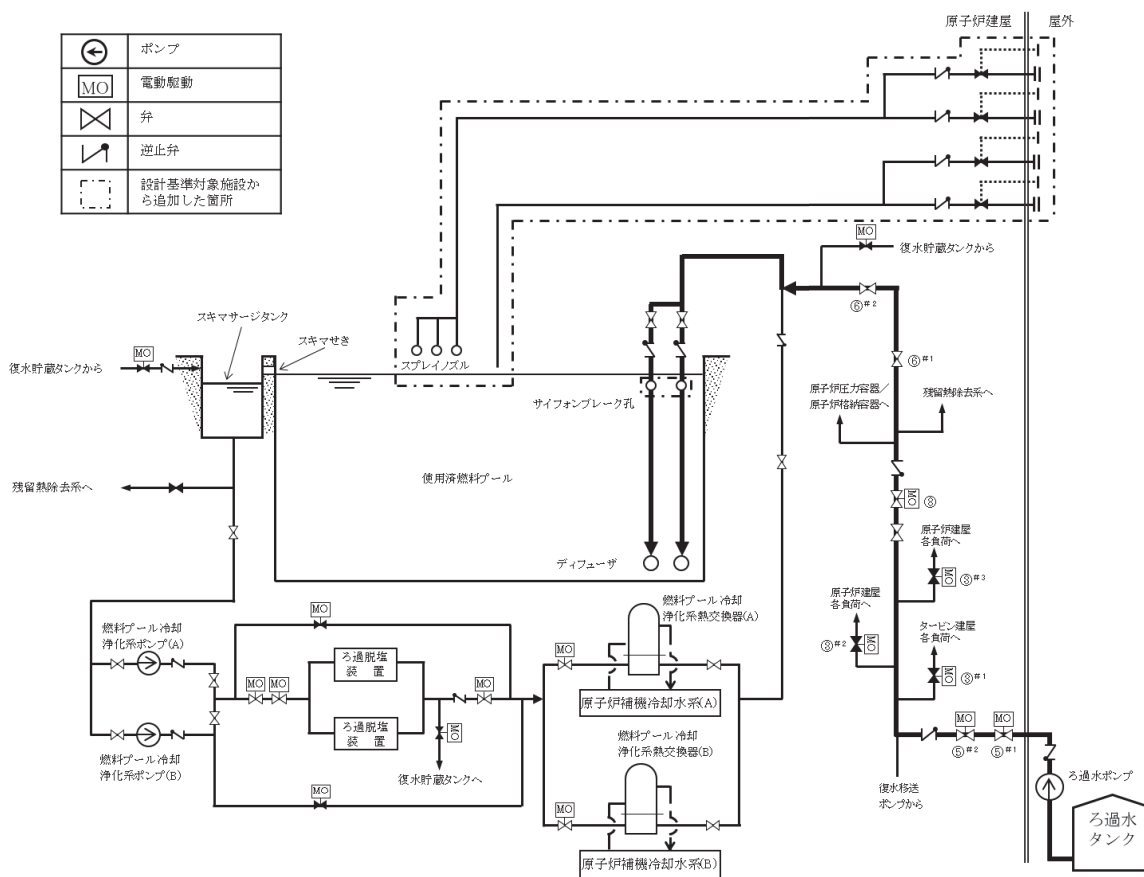 ポンプ
MO
電動駆動
弁
逆止弁
設計基準対象施設か
ら追加した箇所
原子炉建屋
屋外
MO
復水貯蔵タンクから
⑥#2
スキマサージタンク
スキマせき
MO
復水貯蔵タンクから
スプレイノズル
サイフォンブレーク孔
⑥#1
原子炉圧力容器／
原子炉格納容器へ
残留熱除去系へ
残留熱除去系へ
使用済燃料プール
MO
⑧
ディフューザ
原子炉建屋
各負荷へ
MO
③#3
原子炉建屋
各負荷へ
③#2
MO
タービン建屋
各負荷へ
MO
③#1
燃料プール冷却
浄化系ポンプ(A)
MO
ろ過脱塩
装 置
MO
MO
MO
ろ過脱塩
装 置
MO
燃料プール冷却
浄化系ポンプ(B)
復水貯蔵タンクへ
MO
燃料プール冷却
浄化系熱交換器(A)
MO
原子炉補機冷却水系(A)
燃料プール冷却
浄化系熱交換器(B)
MO
原子炉補機冷却水系(B)
MO
MO
⑤#2
⑤#1
復水移送
ポンプから
ろ過水ポンプ
ろ過水
タンク